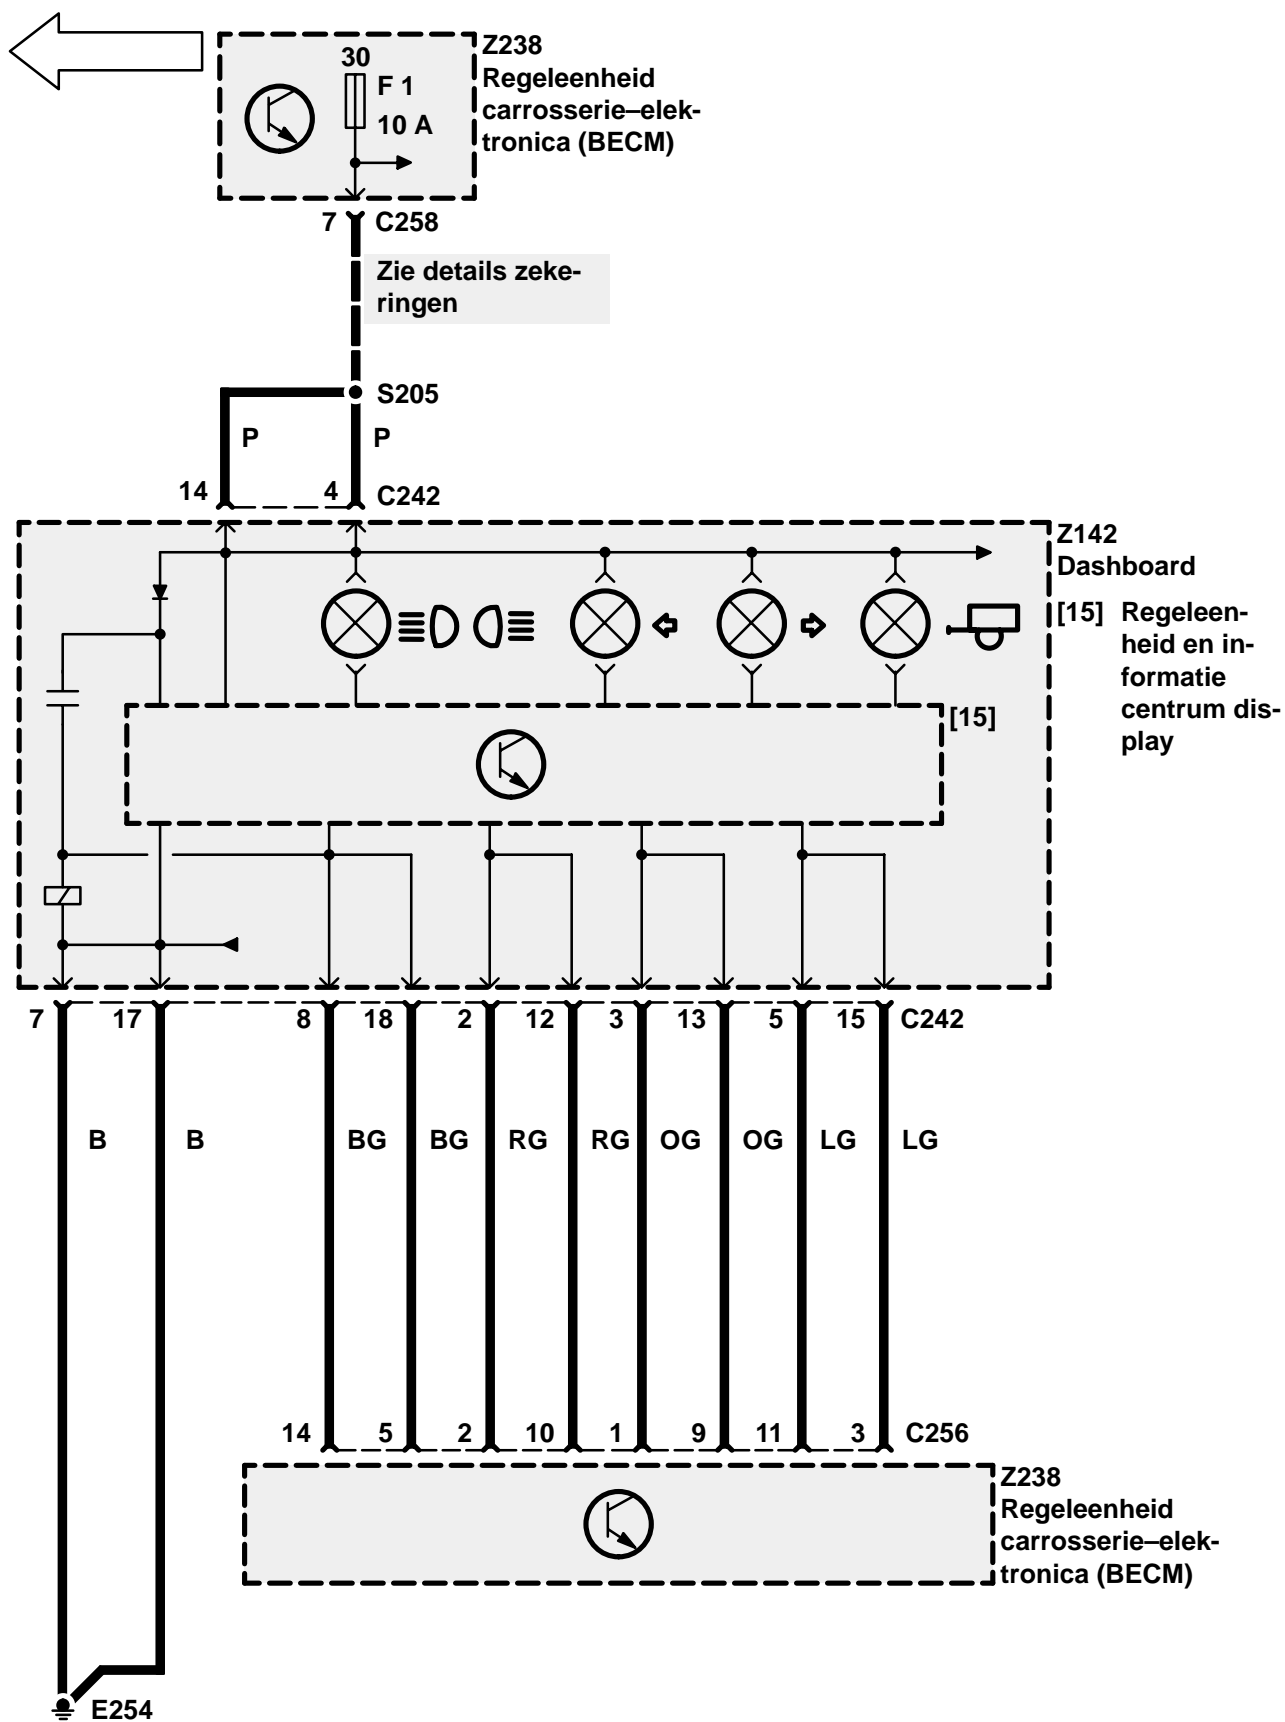 Z238
Regeleenheid
carrosserie–elek-
tronica (BECM)
30
F 1
10 A
7
C258
Zie details zeke-
ringen
S205
P
P
14
4
C242
Z142
Dashboard
[15] Regeleen-
heid en in-
formatie
centrum dis-
play
[15]
7
17
8
18
2
12
3
13
5
15
C242
B
B
BG
BG
RG
RG
OG
OG
LG
LG
14
5
2
10
1
9
11
3
C256
Z238
Regeleenheid
carrosserie–elek-
tronica (BECM)
E254